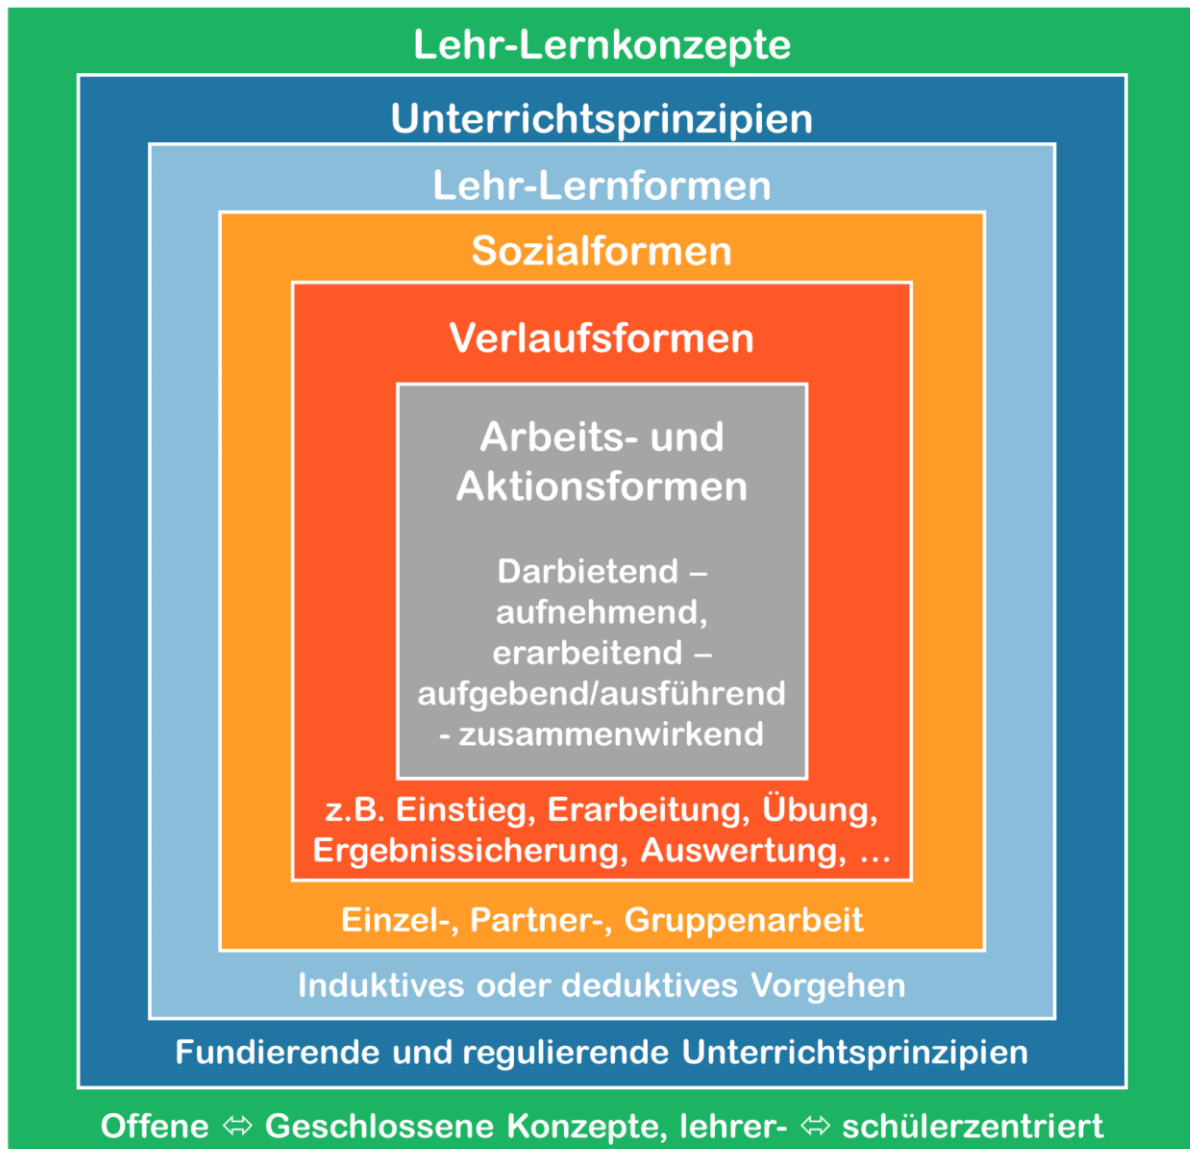 Lehr-Lernkonzepte
Unterrichtsprinzipien
Lehr-Lernformen
Sozialformen
Verlaufsformen
Arbeits- und
Aktionsformen
Darbietend –
aufnehmend,
erarbeitend –
aufgebend/ausführend
- zusammenwirkend
z.B. Einstieg, Erarbeitung, Übung,
Ergebnissicherung, Auswertung, ...
Einzel-, Partner-, Gruppenarbeit
Induktives oder deduktives Vorgehen
Fundierende und regulierende Unterrichtsprinzipien
Offene ⬄ Geschlossene Konzepte, lehrer- ⬄ schülerzentriert